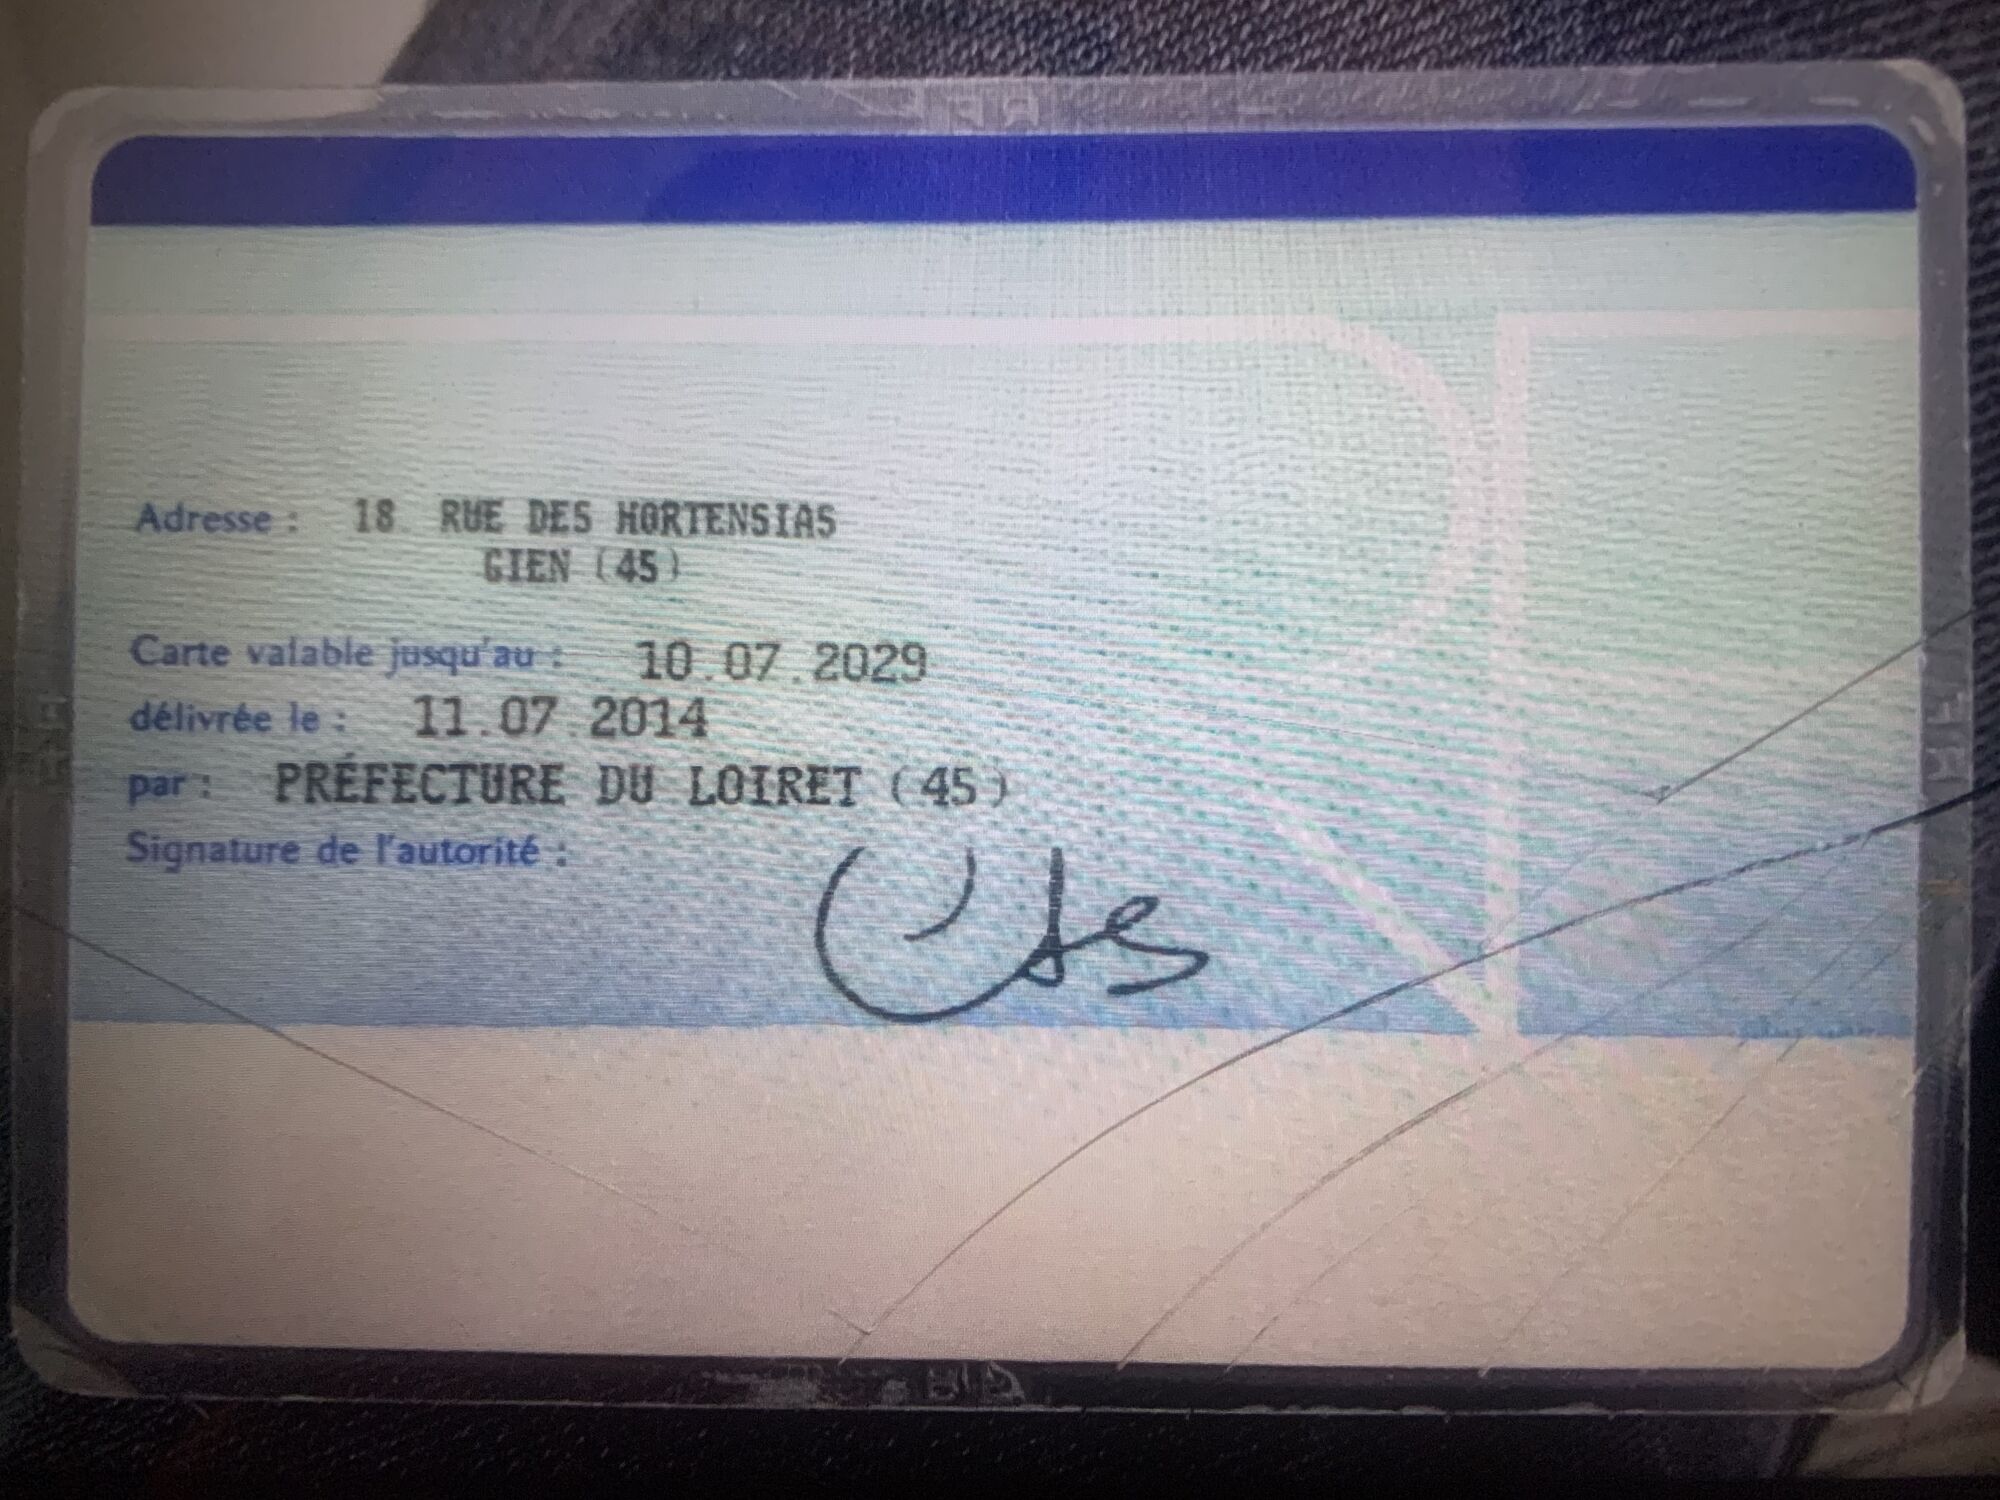 Adresse : 18 RUE DES HORTENSIAS
GIEN (45)
Carte valable jusqu'au : 10.07.2029
délivrée le : 11.07.2014
par : PRÉFECTURE DU LOIRET (45)
Signature de l'autorité :